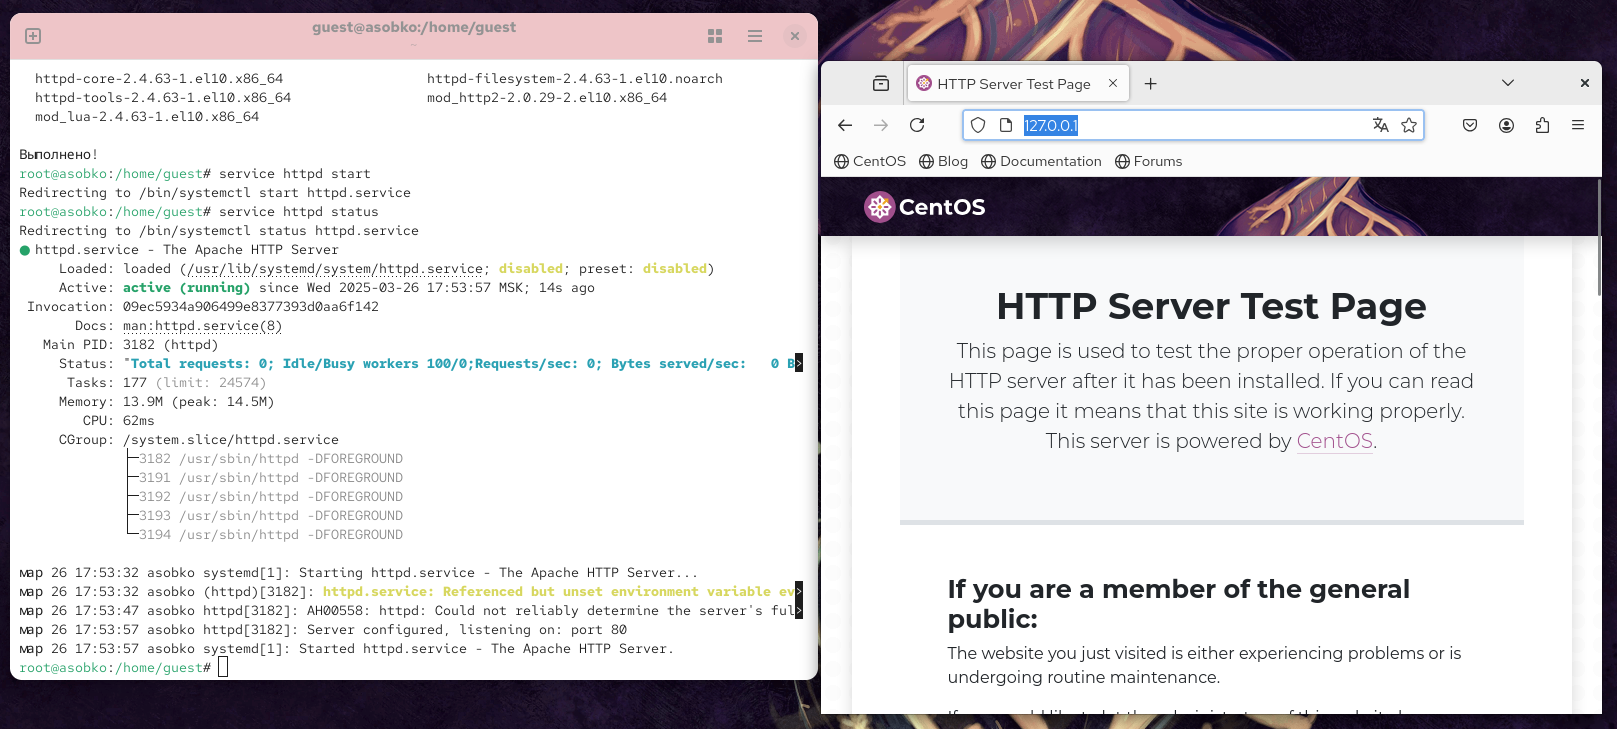 guest@asobko:/home/guest
~
httpd-core-2.4.63-1.el10.x86_64 httpd-filesystem-2.4.63-1.el10.noarch
httpd-tools-2.4.63-1.el10.x86_64 mod_http2-2.0.29-2.el10.x86_64
mod_lua-2.4.63-1.el10.x86_64
Выполнено!
root@asobko:/home/guest# service httpd start
Redirecting to /bin/systemctl start httpd.service
root@asobko:/home/guest# service httpd status
Redirecting to /bin/systemctl status httpd.service
● httpd.service - The Apache HTTP Server
Loaded: loaded (/usr/lib/systemd/system/httpd.service; disabled; preset: disabled)
Active: active (running) since Wed 2025-03-26 17:53:57 MSK; 14s ago
Invocation: 09ec5934a906499e8377393d0aa6f142
Docs: man:httpd.service(8)
Main PID: 3182 (httpd)
Status: "Total requests: 0; Idle/Busy workers 100/0;Requests/sec: 0; Bytes served/sec:   0 B>
Tasks: 177 (limit: 24574)
Memory: 13.9M (peak: 14.5M)
CPU: 62ms
CGroup: /system.slice/httpd.service
├─3182 /usr/sbin/httpd -DFOREGROUND
├─3191 /usr/sbin/httpd -DFOREGROUND
├─3192 /usr/sbin/httpd -DFOREGROUND
├─3193 /usr/sbin/httpd -DFOREGROUND
└─3194 /usr/sbin/httpd -DFOREGROUND
мар 26 17:53:32 asobko systemd[1]: Starting httpd.service - The Apache HTTP Server...
мар 26 17:53:32 asobko (httpd)[3182]: httpd.service: Referenced but unset environment variable ev>
мар 26 17:53:47 asobko httpd[3182]: AH00558: httpd: Could not reliably determine the server's ful>
мар 26 17:53:57 asobko httpd[3182]: Server configured, listening on: port 80
мар 26 17:53:57 asobko systemd[1]: Started httpd.service - The Apache HTTP Server.
root@asobko:/home/guest#
HTTP Server Test Page
127.0.0.1
CentOS Blog Documentation Forums
CentOS
HTTP Server Test Page
This page is used to test the proper operation of the
HTTP server after it has been installed. If you can read
this page it means that this site is working properly.
This server is powered by CentOS.
If you are a member of the general
public:
The website you just visited is either experiencing problems or is
undergoing routine maintenance.